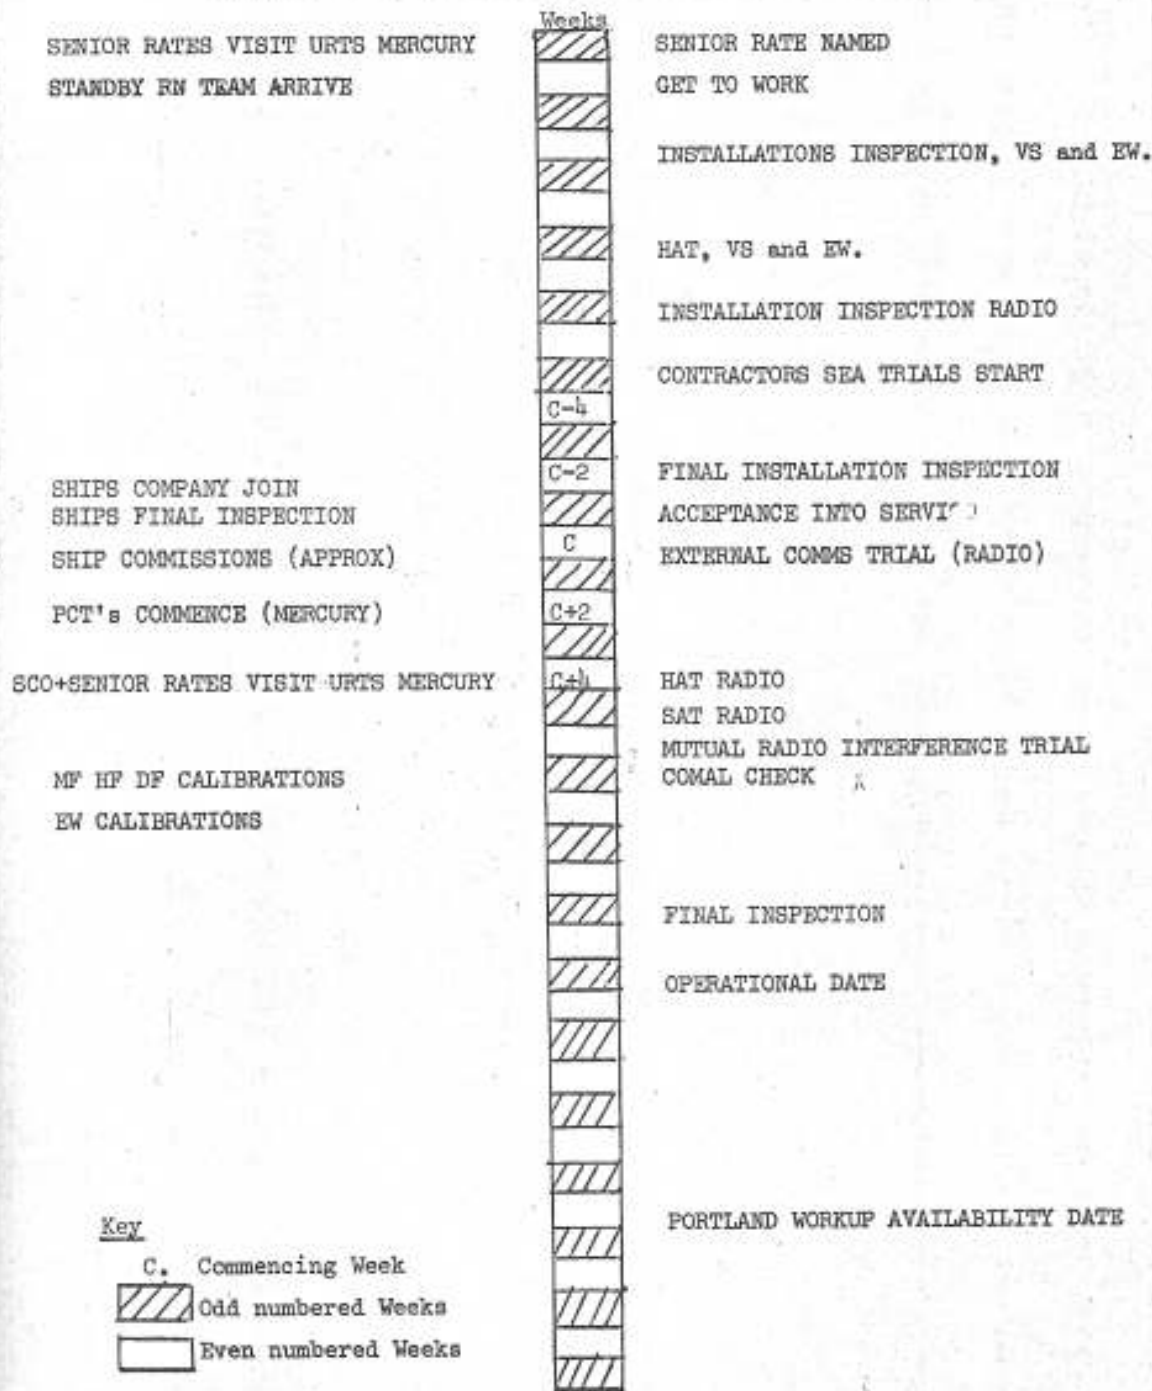 Weeks
SENIOR RATES VISIT URTS MERCURY
SENIOR RATE NAMED
STANDBY RN TEAM ARRIVE
GET TO WORK
INSTALLATIONS INSPECTION, VS and EW.
HAT, VS and EW.
INSTALLATION INSPECTION RADIO
CONTRACTORS SEA TRIALS START
C-4
C-2
FINAL INSTALLATION INSPECTION
SHIPS COMPANY JOIN
SHIPS FINAL INSPECTION
ACCEPTANCE INTO
C
SHIP COMMISSIONS (APPROX)
EXTERNAL COMMS TRIAL (RADIO)
PCT's COMMENCE (MERCURY)
C+2
SCO+SENIOR RATES VISIT URTS MERCURY
C+4
HAT RADIO
SAT RADIO
MUTUAL RADIO INTERFERENCE TRIAL
MF HF DF CALIBRATIONS
COMAL CHECK
EW CALIBRATIONS
FINAL INSPECTION
OPERATIONAL DATE
PORTLAND WORKUP AVAILABILITY DATE
Key
C. Commencing Week
Odd numbered Weeks
Even numbered Weeks